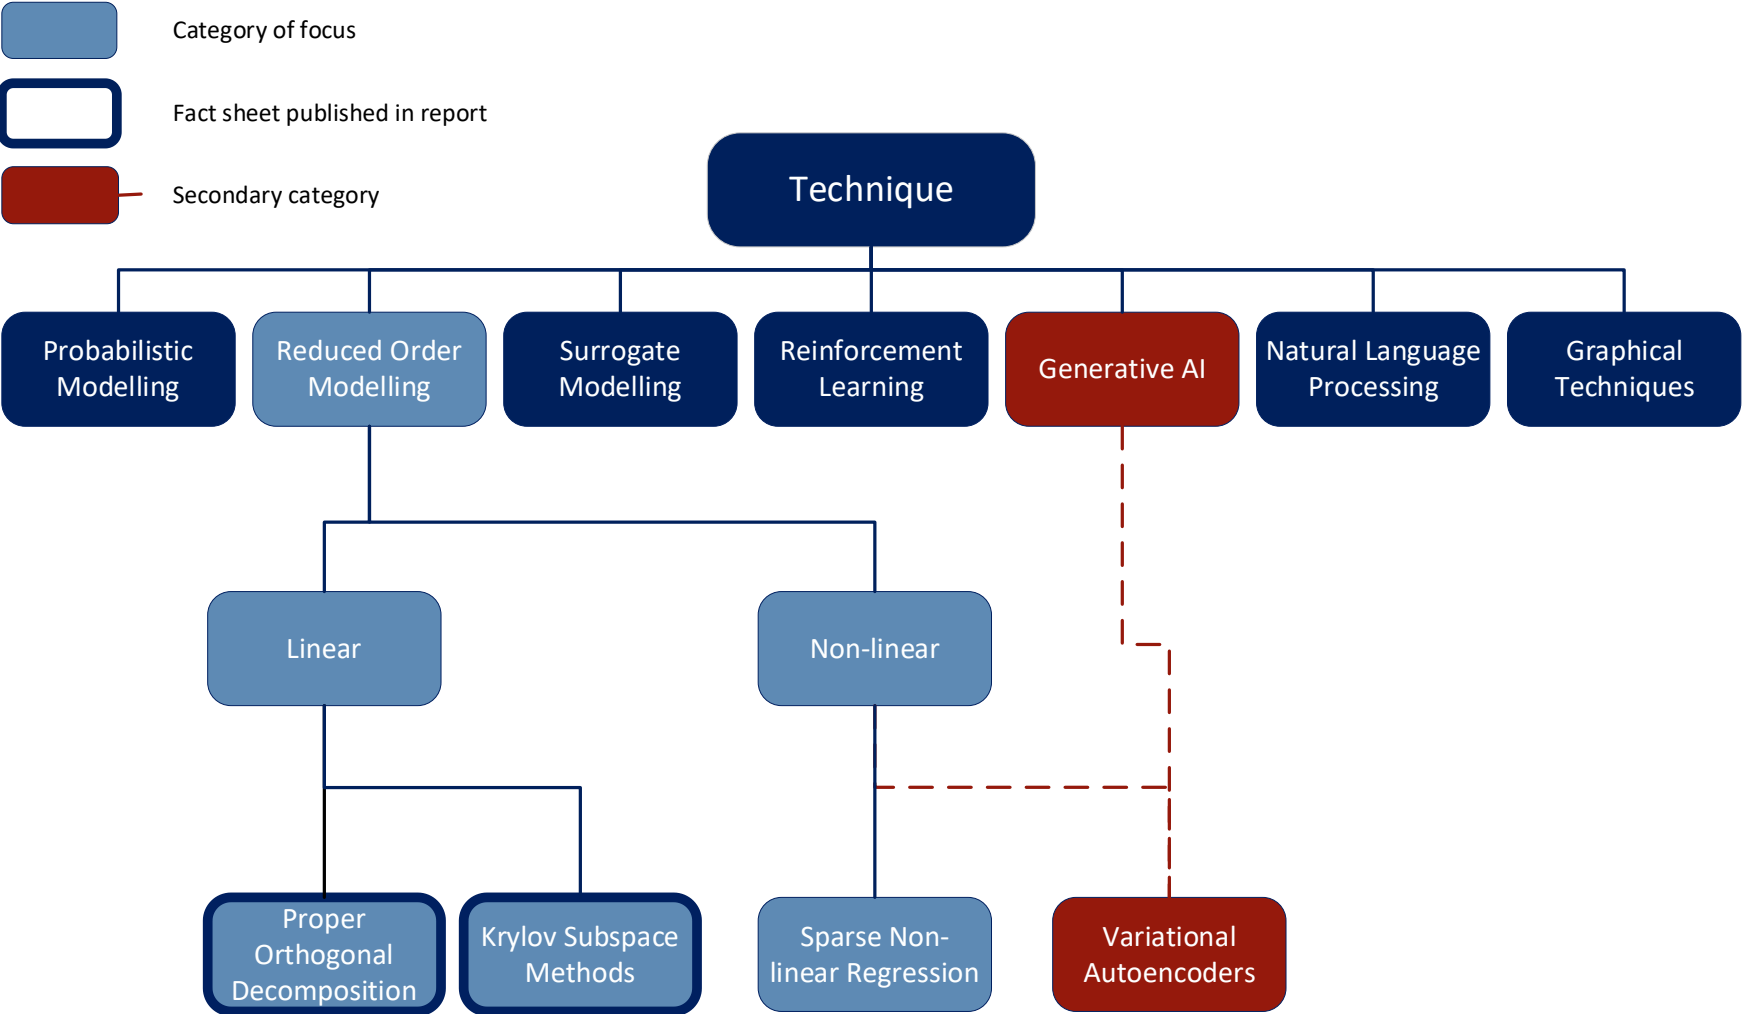 Category of focus
Fact sheet published in report
Secondary category
Technique
Probabilistic
Modelling
Reduced Order
Modelling
Surrogate
Modelling
Reinforcement
Learning
Generative AI
Natural Language
Processing
Graphical
Techniques
Linear
Non-linear
Proper
Orthogonal
Decomposition
Krylov Subspace
Methods
Sparse Non-
linear Regression
Variational
Autoencoders